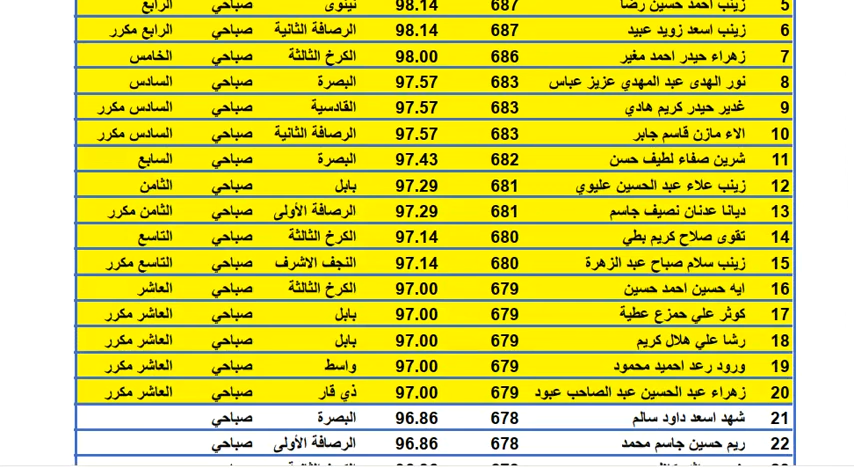 5 زينب احمد حسين رضا 687 98.14 نينوى صباحي الرابع
6 زينب اسعد زويد عبيد 687 98.14 الرصافة الثانية صباحي الرابع مكرر
7 زهراء حيدر احمد مغير 686 98.00 الكرخ الثالثة صباحي الخامس
8 نور الهدى عبد المهدي عزيز عباس 683 97.57 البصرة صباحي السادس
9 غدير حيدر كريم هادي 683 97.57 القادسية صباحي السادس مكرر
10 الاء مازن قاسم جابر 683 97.57 الرصافة الثانية صباحي السادس مكرر
11 شرين صفاء لطيف حسن 682 97.43 البصرة صباحي السابع
12 زينب علاء عبد الحسين عليوي 681 97.29 بابل صباحي الثامن
13 ديانا عدنان نصيف جاسم 681 97.29 الرصافة الأولى صباحي الثامن مكرر
14 تقوى صلاح كريم بطي 680 97.14 الكرخ الثالثة صباحي التاسع
15 زينب سلام صباح عبد الزهرة 680 97.14 النجف الاشرف صباحي التاسع مكرر
16 ايه حسين احمد حسين 679 97.00 الكرخ الثالثة صباحي العاشر
17 كوثر علي حمزع عطية 679 97.00 بابل صباحي العاشر مكرر
18 رشا علي هلال كريم 679 97.00 بابل صباحي العاشر مكرر
19 ورود رعد احميد محمود 679 97.00 واسط صباحي العاشر مكرر
20 زهراء عبد الحسين عبد الصاحب عبود 679 97.00 ذي قار صباحي العاشر مكرر
21 شهد اسعد داود سالم 678 96.86 البصرة صباحي
22 ريم حسين جاسم محمد 678 96.86 الرصافة الأولى صباحي